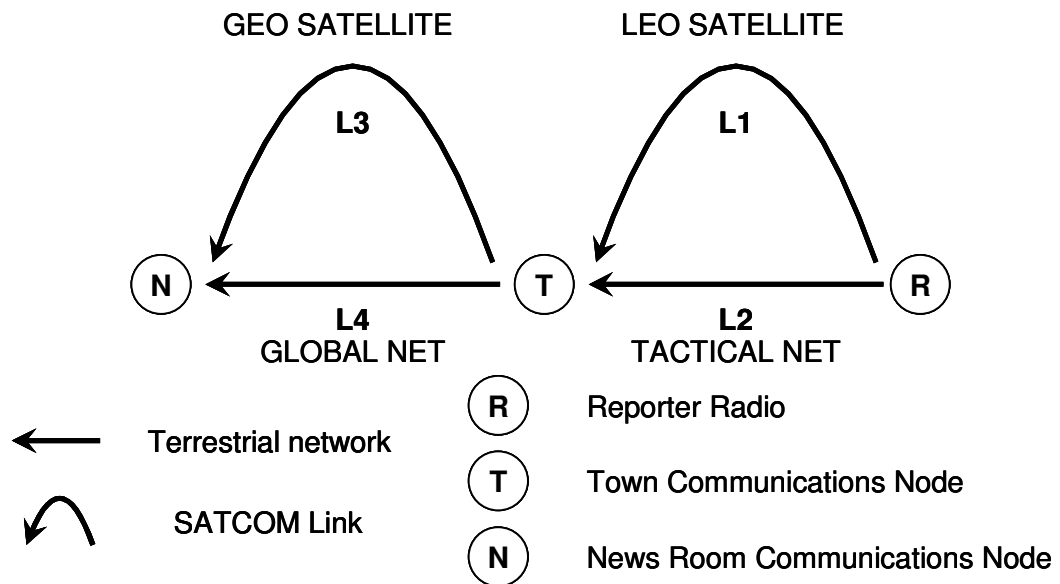 GEO SATELLITE
LEO SATELLITE
L3
L1
N
T
R
L4
L2
GLOBAL NET
TACTICAL NET
R Reporter Radio
Terrestrial network
T Town Communications Node
SATCOM Link
N News Room Communications Node